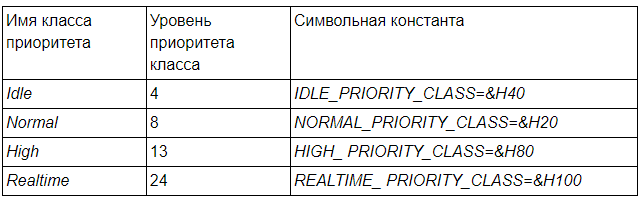 Имя класса приоритета Уровень приоритета класса Символьная константа
Idle 4 IDLE_PRIORITY_CLASS=&H40
Normal 8 NORMAL_PRIORITY_CLASS=&H20
High 13 HIGH_ PRIORITY_CLASS=&H80
Realtime 24 REALTIME_ PRIORITY_CLASS=&H100